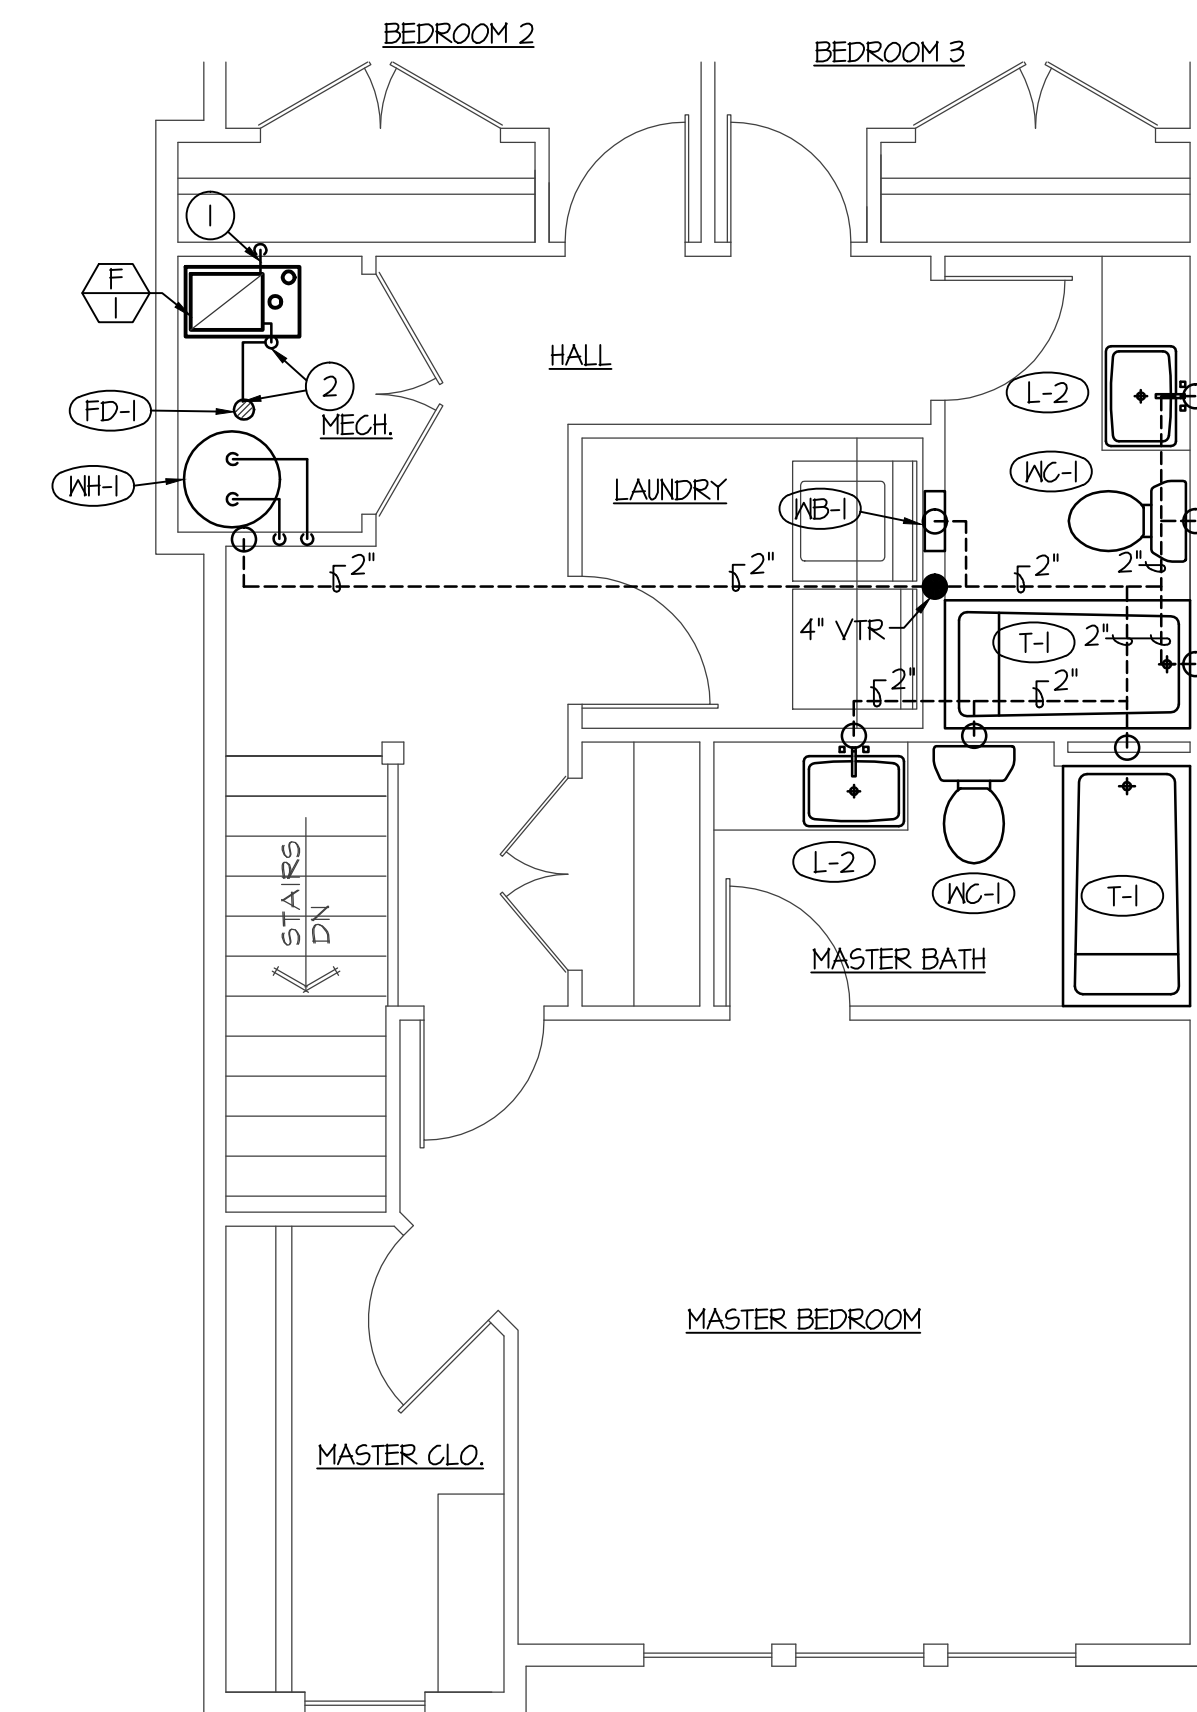 BEDROOM 2
BEDROOM 3
1
F
1
2
HALL
L-2
FD-1
MECH.
WC-1
WH-1
LAUNDRY
WB-1
2"
2"
2"
2"
4" VTR
T-1
2"
2"
2"
L-2
STAIRS
DN
WC-1
T-1
MASTER BATH
MASTER BEDROOM
MASTER CLO.